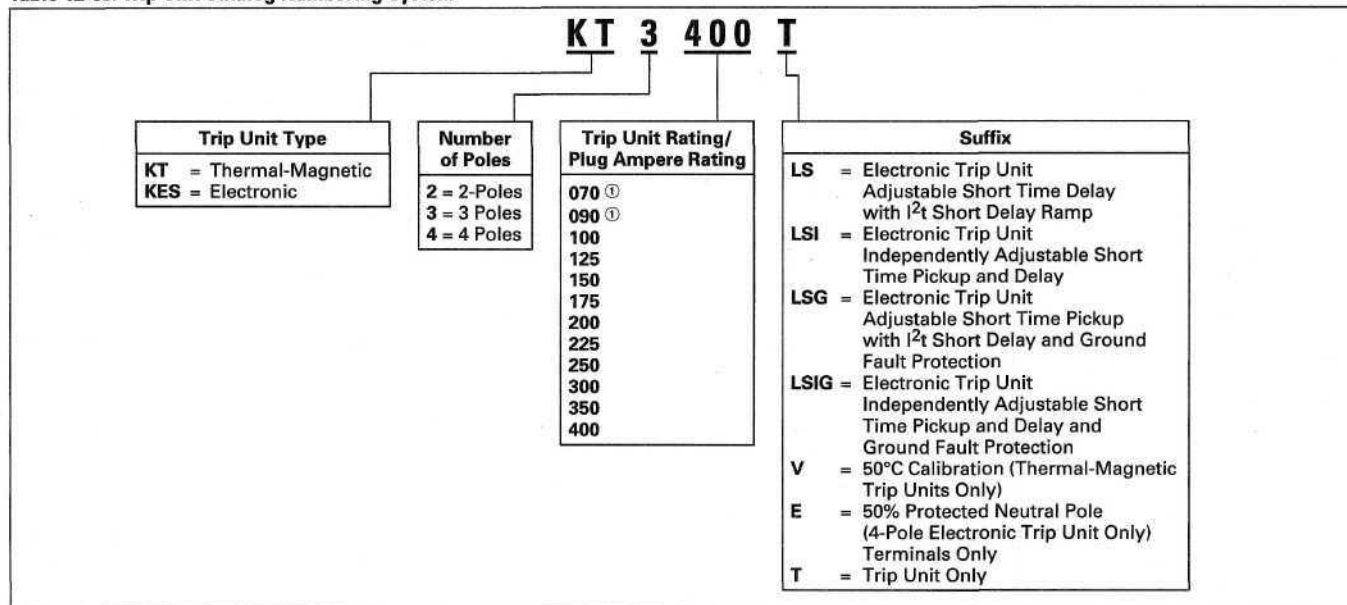 KT 3 400 T
Trip Unit Type
KT = Thermal-Magnetic
KES = Electronic
Number
of Poles
2 = 2-Poles
3 = 3 Poles
4 = 4 Poles
Trip Unit Rating/
Plug Ampere Rating
070 ①
090 ①
100
125
150
175
200
225
250
300
350
400
Suffix
LS = Electronic Trip Unit
Adjustable Short Time Delay
with I²t Short Delay Ramp
LSI = Electronic Trip Unit
Independently Adjustable Short
Time Pickup and Delay
LSG = Electronic Trip Unit
Adjustable Short Time Pickup
with I²t Short Delay and Ground
Fault Protection
LSIG = Electronic Trip Unit
Independently Adjustable Short
Time Pickup and Delay and
Ground Fault Protection
V = 50°C Calibration (Thermal-Magnetic
Trip Units Only)
E = 50% Protected Neutral Pole
(4-Pole Electronic Trip Unit Only)
Terminals Only
T = Trip Unit Only